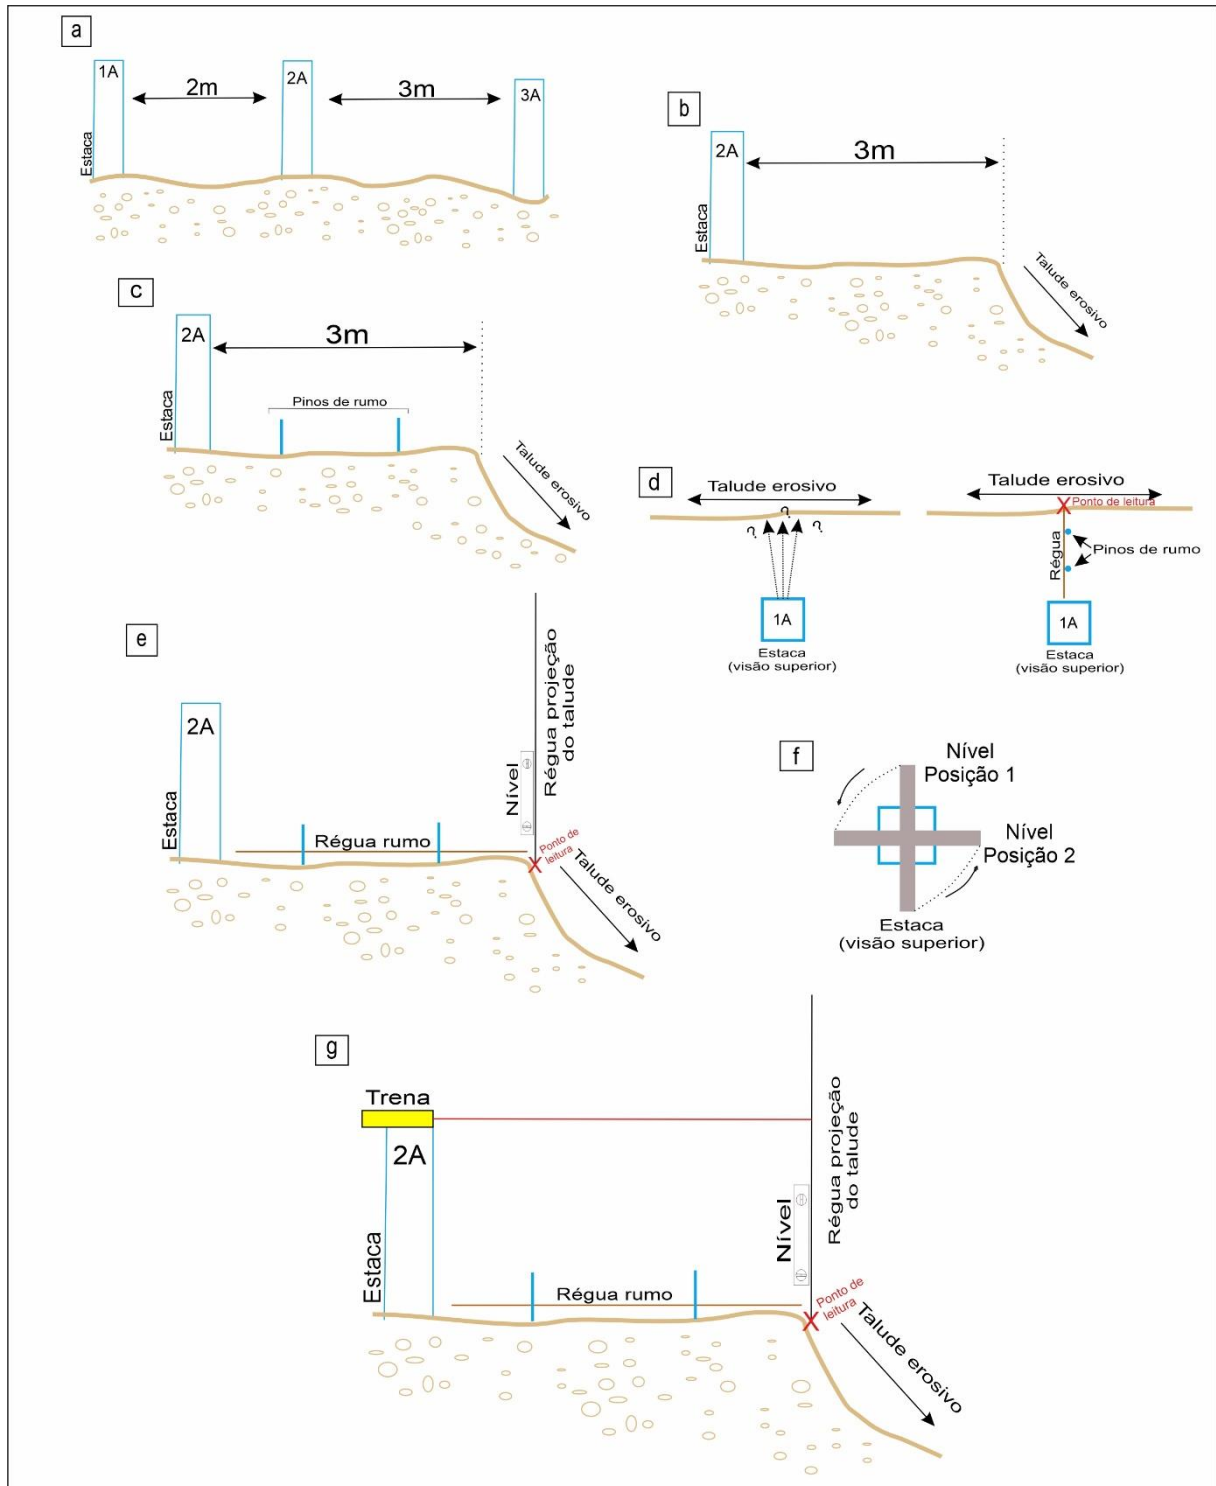 a
1A
2m
2A
3m
3A
Estaca
b
2A
3m
Estaca
Talude erosivo
c
2A
3m
Estaca
Pinos de rumo
Talude erosivo
d
Talude erosivo
?
?
?
1A
Estaca
(visão superior)
Talude erosivo
Ponto de leitura
Régua
Pinos de rumo
1A
Estaca
(visão superior)
e
2A
Estaca
Régua rumo
Nível
Régua projeção
do talude
Ponto de
leitura
Talude erosivo
f
Nível
Posição 1
Nível
Posição 2
Estaca
(visão superior)
g
Trena
2A
Estaca
Régua rumo
Nível
Régua projeção
do talude
Ponto de
leitura
Talude erosivo